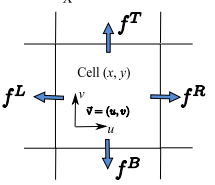 f^T
Cell (x, y)
f^L
f^R
v
v⃗ = (u, v)
u
f^B